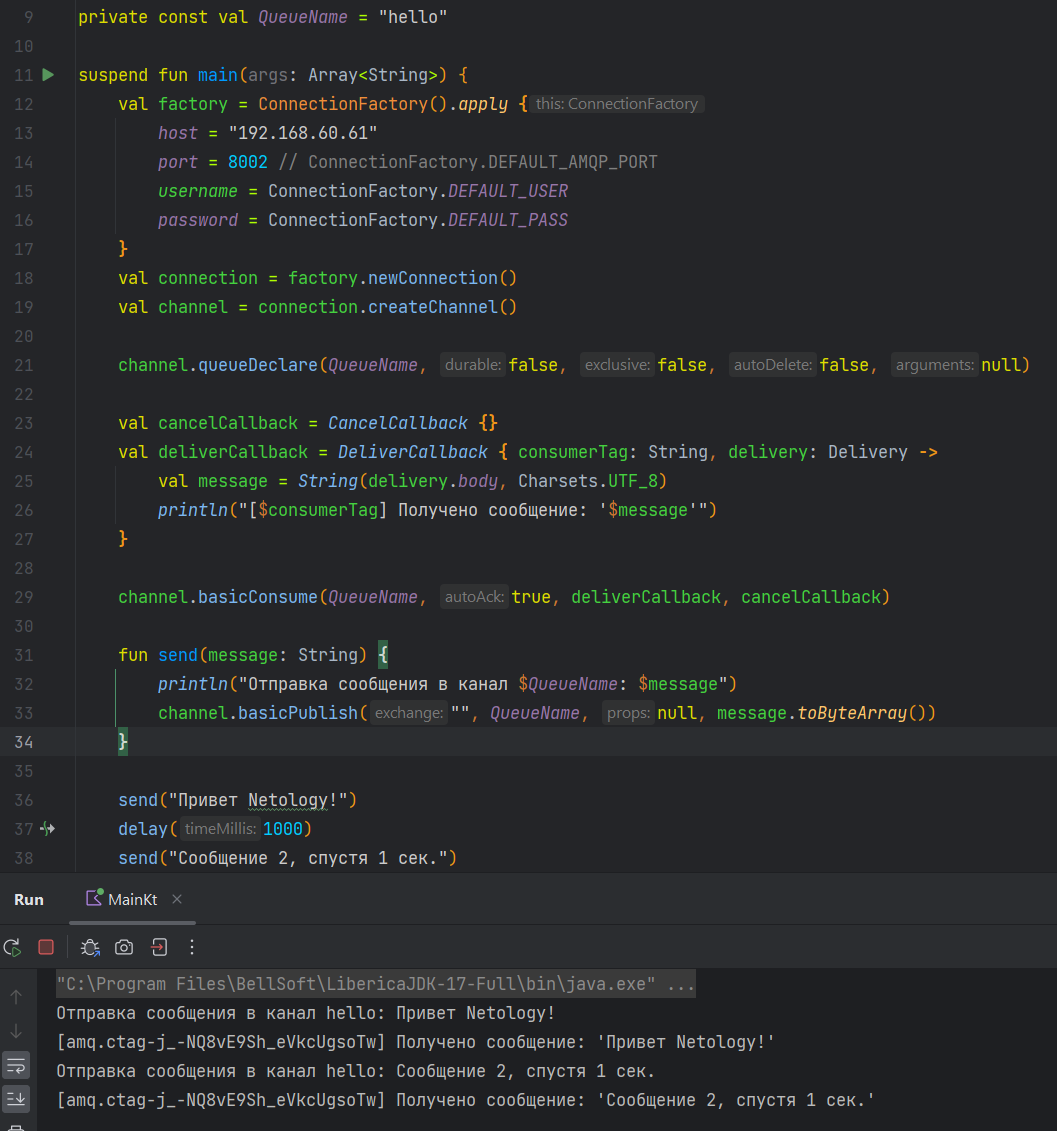 9 private const val QueueName = "hello"
10
11 suspend fun main(args: Array<String>) {
12 val factory = ConnectionFactory().apply { this: ConnectionFactory
13 host = "192.168.60.61"
14 port = 8002 // ConnectionFactory.DEFAULT_AMQP_PORT
15 username = ConnectionFactory.DEFAULT_USER
16 password = ConnectionFactory.DEFAULT_PASS
17 }
18 val connection = factory.newConnection()
19 val channel = connection.createChannel()
20
21 channel.queueDeclare(QueueName, durable: false, exclusive: false, autoDelete: false, arguments: null)
22
23 val cancelCallback = CancelCallback {}
24 val deliverCallback = DeliverCallback { consumerTag: String, delivery: Delivery ->
25 val message = String(delivery.body, Charsets.UTF_8)
26 println("[$consumerTag] Получено сообщение: '$message'")
27 }
28
29 channel.basicConsume(QueueName, autoAck: true, deliverCallback, cancelCallback)
30
31 fun send(message: String) {
32 println("Отправка сообщения в канал $QueueName: $message")
33 channel.basicPublish( exchange: "", QueueName, props: null, message.toByteArray())
34 }
35
36 send("Привет Netology!")
37 delay( timeMillis: 1000)
38 send("Сообщение 2, спустя 1 сек.")
Run MainKt
"C:\Program Files\BellSoft\LibericaJDK-17-Full\bin\java.exe" ...
Отправка сообщения в канал hello: Привет Netology!
[amq.ctag-j_-NQ8vE9Sh_eVkcUgsoTw] Получено сообщение: 'Привет Netology!'
Отправка сообщения в канал hello: Сообщение 2, спустя 1 сек.
[amq.ctag-j_-NQ8vE9Sh_eVkcUgsoTw] Получено сообщение: 'Сообщение 2, спустя 1 сек.'